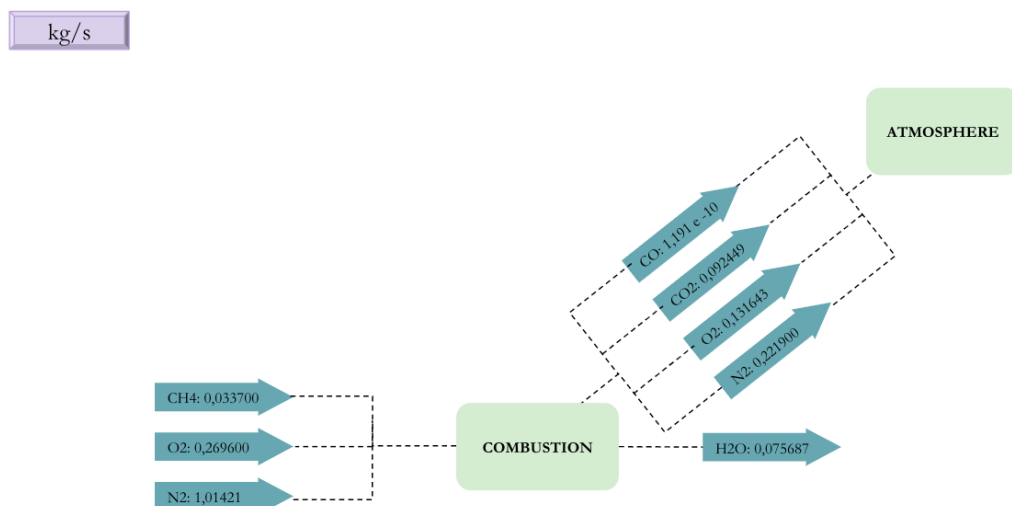 kg/s
ATMOSPHERE
CO: 1,191 e -10
CO2: 0,092449
O2: 0,131643
N2: 0,221900
CH4: 0,033700
O2: 0,269600
N2: 1,01421
COMBUSTION
H2O: 0,075687